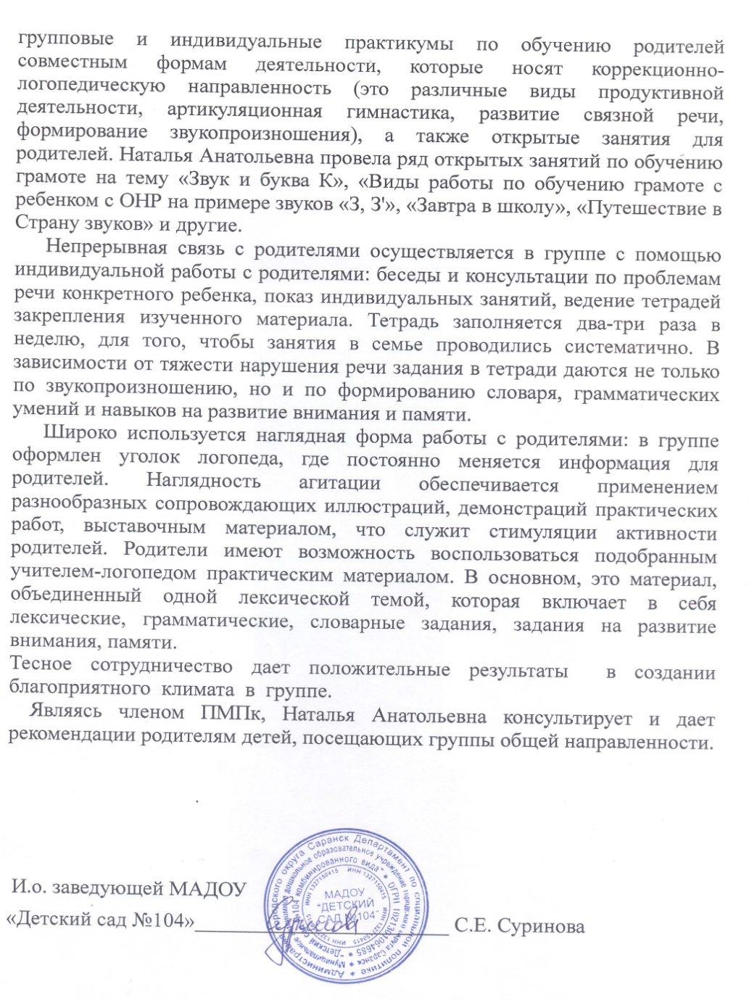 групповые и индивидуальные практикумы по обучению родителей
совместным формам деятельности, которые носят коррекционно-
логопедическую направленность (это различные виды продуктивной
деятельности, артикуляционная гимнастика, развитие связной речи,
формирование звукопроизношения), а также открытые занятия для
родителей. Наталья Анатольевна провела ряд открытых занятий по обучению
грамоте на тему «Звук и буква К», «Виды работы по обучению грамоте с
ребенком с ОНР на примере звуков «З, З'», «Завтра в школу», «Путешествие в
Страну звуков» и другие.
Непрерывная связь с родителями осуществляется в группе с помощью
индивидуальной работы с родителями: беседы и консультации по проблемам
речи конкретного ребенка, показ индивидуальных занятий, ведение тетрадей
закрепления изученного материала. Тетрадь заполняется два-три раза в
неделю, для того, чтобы занятия в семье проводились систематично. В
зависимости от тяжести нарушения речи задания в тетради даются не только
по звукопроизношению, но и по формированию словаря, грамматических
умений и навыков на развитие внимания и памяти.
Широко используется наглядная форма работы с родителями: в группе
оформлен уголок логопеда, где постоянно меняется информация для
родителей. Наглядность агитации обеспечивается применением
разнообразных сопровождающих иллюстраций, демонстраций практических
работ, выставочным материалом, что служит стимуляции активности
родителей. Родители имеют возможность воспользоваться подобранным
учителем-логопедом практическим материалом. В основном, это материал,
объединенный одной лексической темой, которая включает в себя
лексические, грамматические, словарные задания, задания на развитие
внимания, памяти.
Тесное сотрудничество дает положительные результаты в создании
благоприятного климата в группе.
Являясь членом ПМПк, Наталья Анатольевна консультирует и дает
рекомендации родителям детей, посещающих группы общей направленности.
И.о. заведующей МАДОУ
«Детский сад №104» С.Е. Суринова
Администрация городского округа Саранск Департамент по социальной политике *
дошкольное образовательное учреждение городского округа Саранск * Муниципальное
"Детский сад №104 комбинированного вида" * ОГРН 1021301064685 *
ИНН 1327150415 ИНН 1327150415 ИНН 1327150415 ИНН 1327150415
МАДОУ
"ДЕТСКИЙ
САД №104"